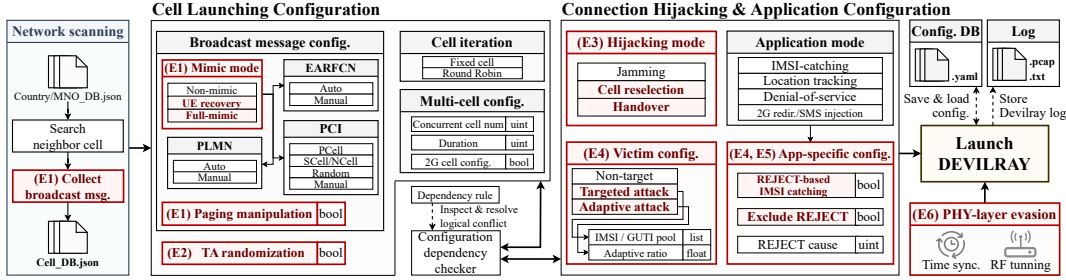 Network scanning
Country/MNO_DB.json
Search
neighbor cell
(E1) Collect
broadcast msg.
Cell_DB.json
Cell Launching Configuration
Broadcast message config.
(E1) Mimic mode
Non-mimic
UE recovery
Full-mimic
EARFCN
Auto
Manual
PLMN
Auto
Manual
PCI
PCell
SCell/NCell
Random
Manual
(E1) Paging manipulation
bool
(E2) TA randomization
bool
Cell iteration
Fixed cell
Round Robin
Multi-cell config.
Concurrent cell num
uint
Duration
uint
2G cell config.
bool
Dependency rule
Inspect & resolve
logical conflict
Configuration
dependency
checker
Connection Hijacking & Application Configuration
(E3) Hijacking mode
Jamming
Cell reselection
Handover
Application mode
IMSI-catching
Location tracking
Denial-of-service
2G redir./SMS injection
(E4) Victim config.
Non-target
Targeted attack
Adaptive attack
IMSI / GUTI pool
list
Adaptive ratio
float
(E4, E5) App-specific config.
REJECT-based
IMSI catching
bool
Exclude REJECT
bool
REJECT cause
uint
Config. DB
.yaml
Log
.pcap
.txt
Save & load
config.
Store
Devilray log
Launch
DEVILRAY
(E6) PHY-layer evasion
Time sync.
RF tunning